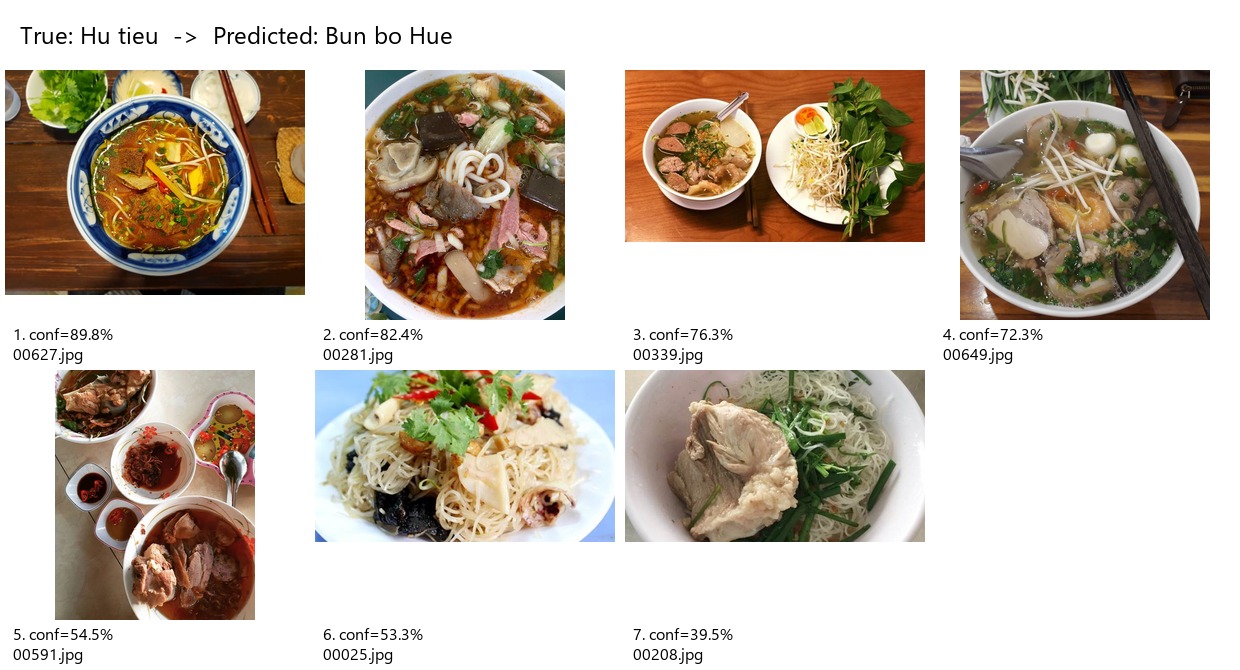 True: Hu tieu -> Predicted: Bun bo Hue
1. conf=89.8%
00627.jpg
2. conf=82.4%
00281.jpg
3. conf=76.3%
00339.jpg
4. conf=72.3%
00649.jpg
5. conf=54.5%
00591.jpg
6. conf=53.3%
00025.jpg
7. conf=39.5%
00208.jpg